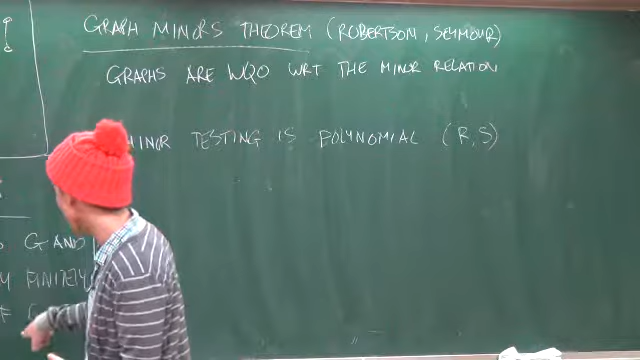 GRAPH MINORS THEOREM (ROBERTSON, SEYMOUR)
GRAPHS ARE WQO WRT THE MINOR RELATION
MINOR TESTING IS POLYNOMIAL (R, S)
G AND
FINITELY